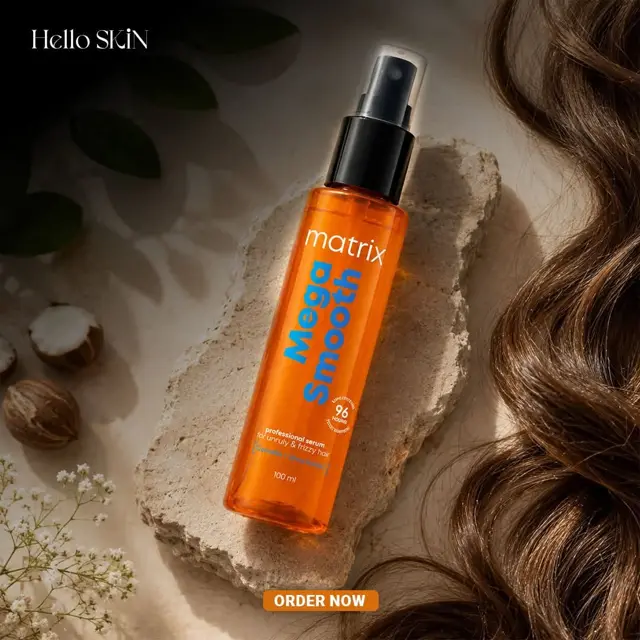 Hello SKiN
matrix
Mega
Smooth
96
professional serum
for unruly & frizzy hair
100 ml
ORDER NOW